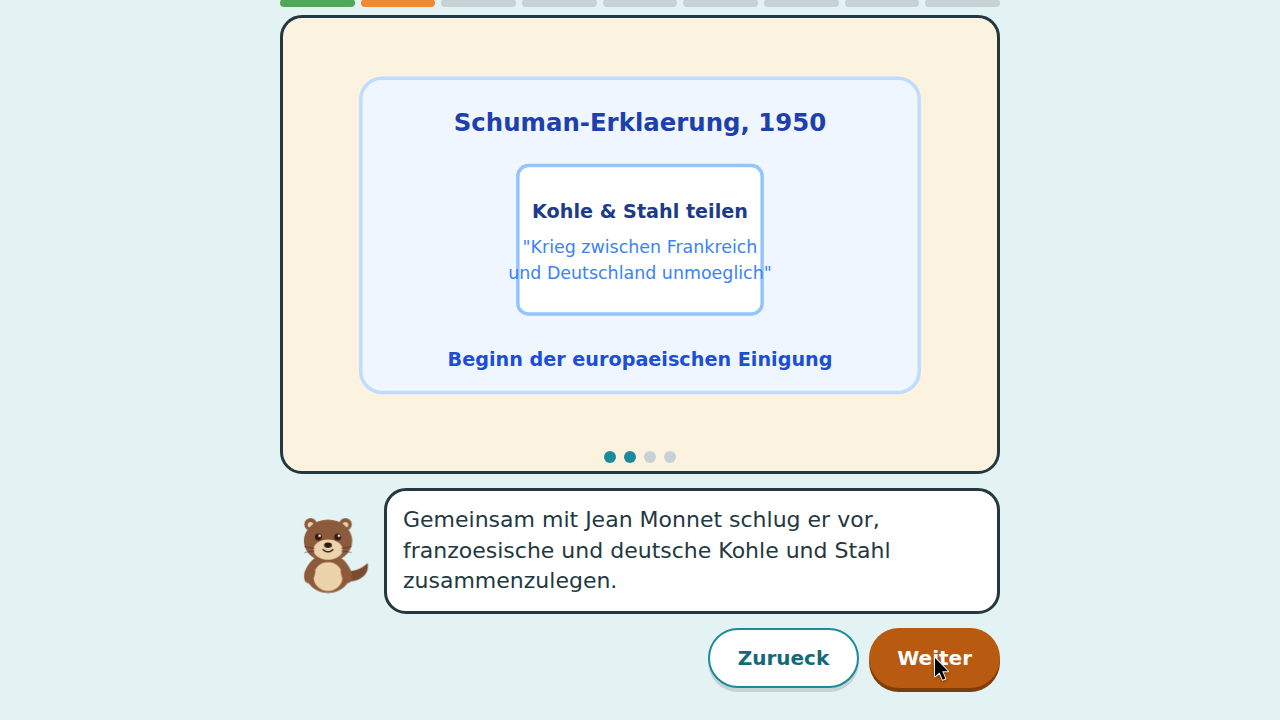 Schuman-Erklaerung, 1950
Kohle & Stahl teilen
"Krieg zwischen Frankreich
und Deutschland unmoeglich"
Beginn der europaeischen Einigung
Gemeinsam mit Jean Monnet schlug er vor,
franzoesische und deutsche Kohle und Stahl
zusammenzulegen.
Zurueck
Weiter